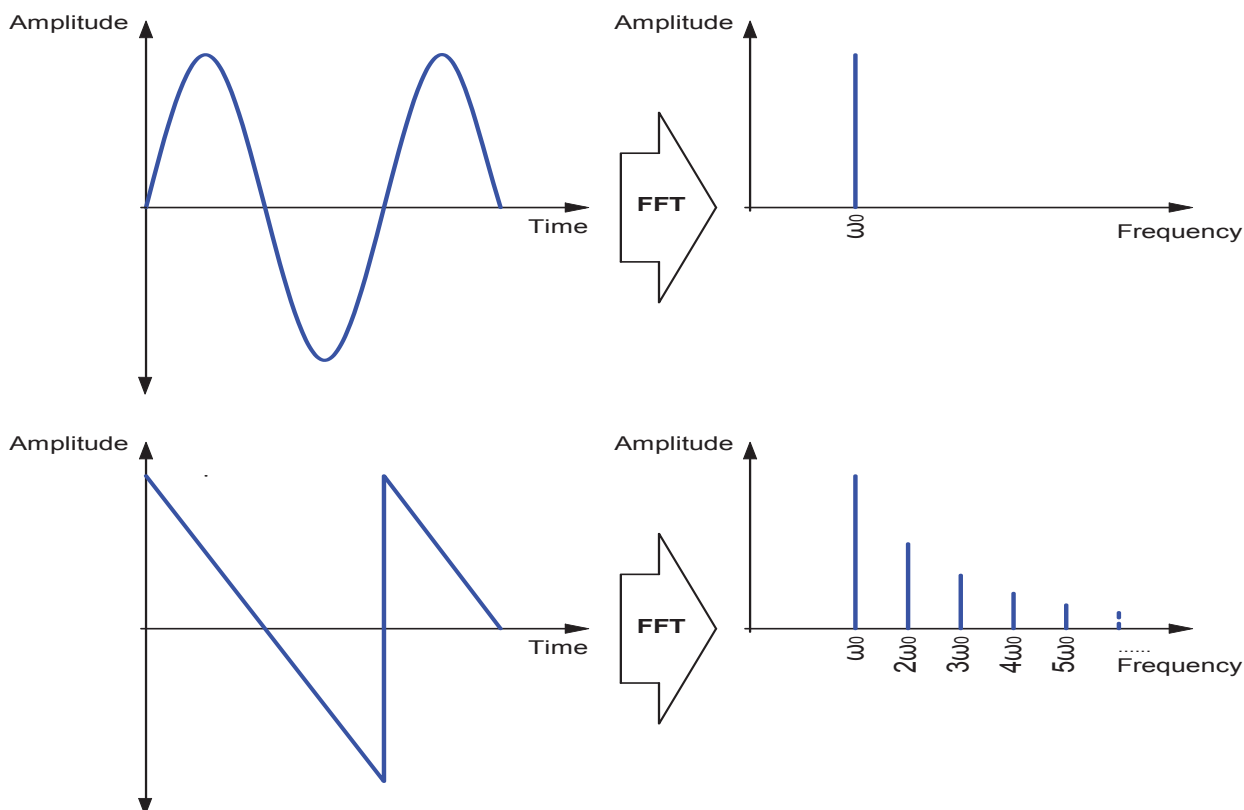 Amplitude
Amplitude
FFT
Time
ω0
Frequency
Amplitude
Amplitude
FFT
Time
ω0
2ω0
3ω0
4ω0
5ω0
......
Frequency